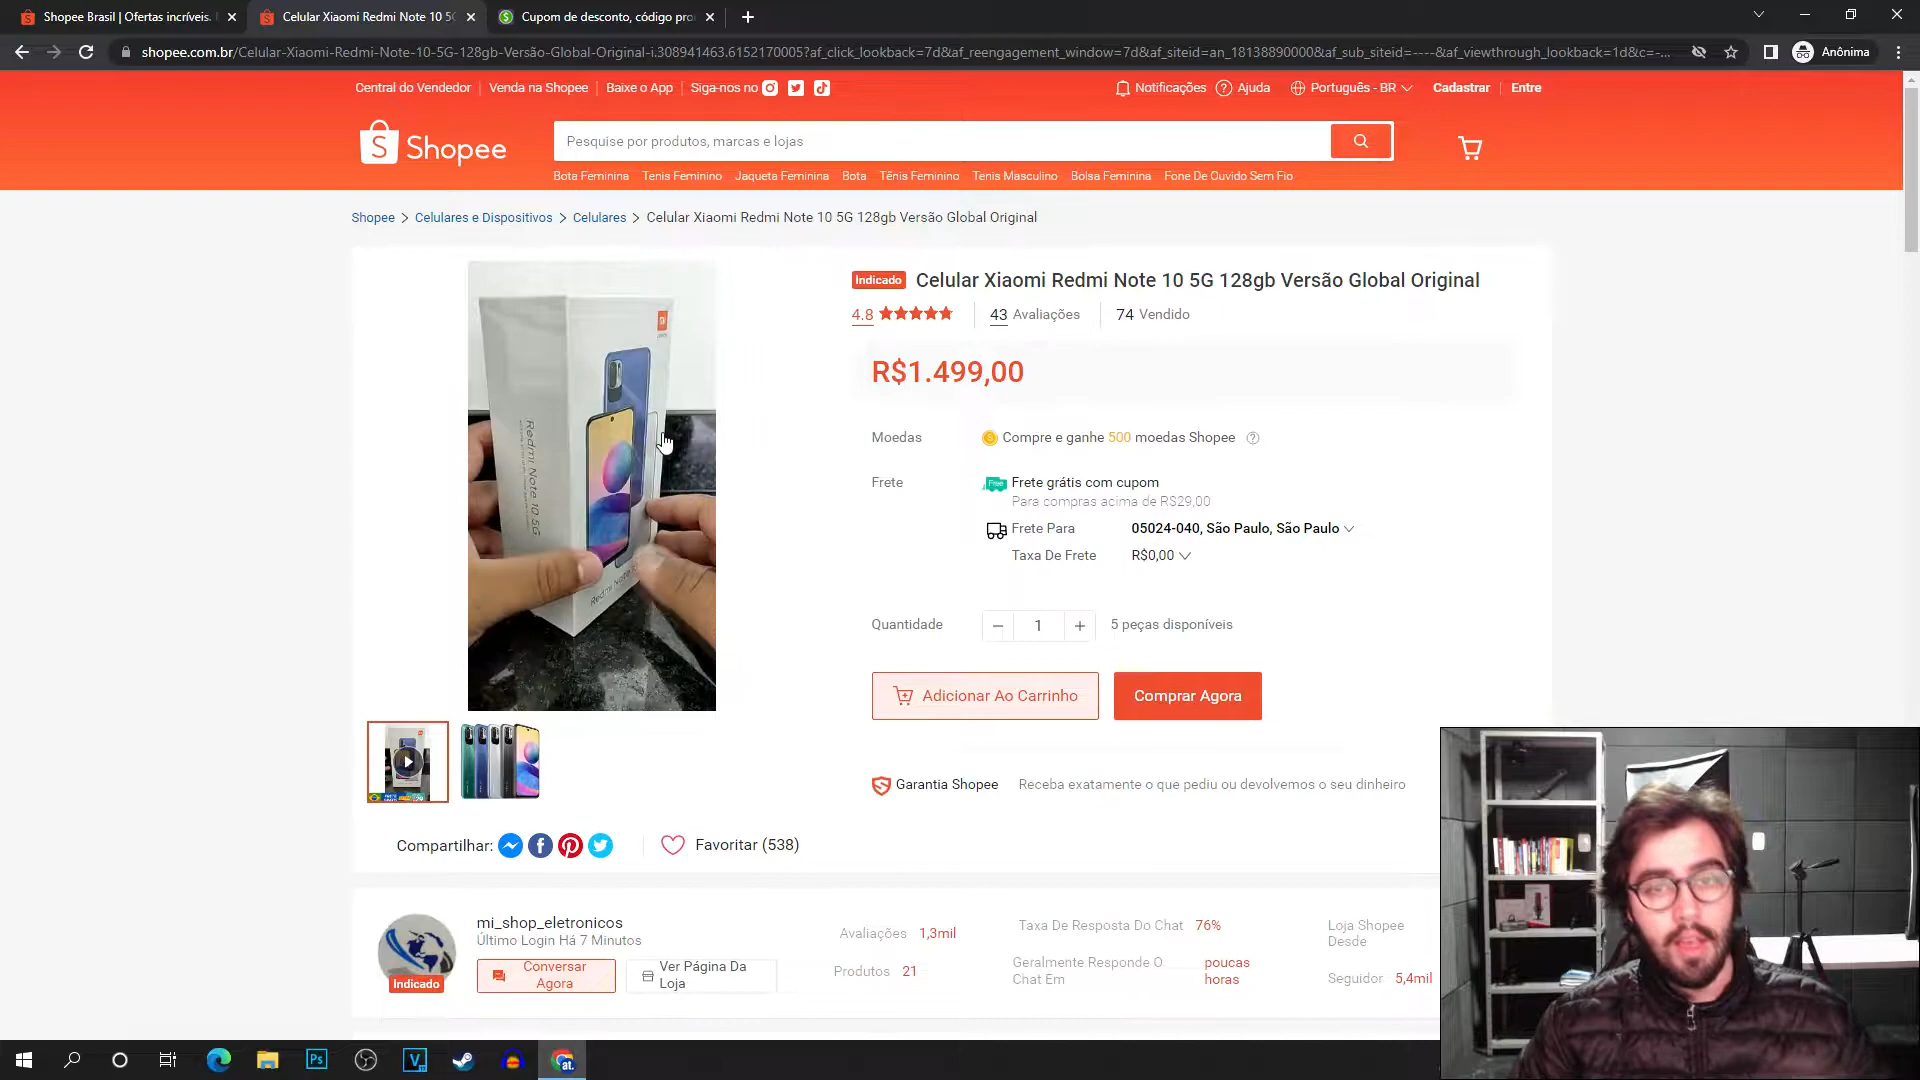 Shopee Brasil | Ofertas incríveis.
Celular Xiaomi Redmi Note 10 5G
Cupom de desconto, código pro
shopee.com.br/Celular-Xiaomi-Redmi-Note-10-5G-128gb-Versão-Global-Original-i.308941463.6152170005?af_click_lookback=7d&af_reengagement_window=7d&af_siteid=an_18138890000&af_sub_siteid=----&af_viewthrough_lookback=1d&c=-...
Anônima
Central do Vendedor
Venda na Shopee
Baixe o App
Siga-nos no
Notificações
Ajuda
Português - BR
Cadastrar
Entre
Shopee
Pesquise por produtos, marcas e lojas
Bota Feminina Tenis Feminino Jaqueta Feminina Bota Tênis Feminino Tenis Masculino Bolsa Feminina Fone De Ouvido Sem Fio
Shopee > Celulares e Dispositivos > Celulares > Celular Xiaomi Redmi Note 10 5G 128gb Versão Global Original
Indicado Celular Xiaomi Redmi Note 10 5G 128gb Versão Global Original
4.8
43 Avaliações
74 Vendido
R$1.499,00
Redmi Note 10 5G
Moedas
Compre e ganhe 500 moedas Shopee
Frete
Free
Frete grátis com cupom
Para compras acima de R$29,00
Frete Para
05024-040, São Paulo, São Paulo
Taxa De Frete
R$0,00
Quantidade
1
5 peças disponíveis
Adicionar Ao Carrinho
Comprar Agora
Garantia Shopee
Receba exatamente o que pediu ou devolvemos o seu dinheiro
Compartilhar:
Favoritar (538)
mi_shop_eletronicos
Último Login Há 7 Minutos
Indicado
Conversar Agora
Ver Página Da Loja
Avaliações 1,3mil
Produtos 21
Taxa De Resposta Do Chat 76%
Geralmente Responde O Chat Em
poucas horas
Loja Shopee Desde
Seguidor 5,4mil
Ps
V
at.